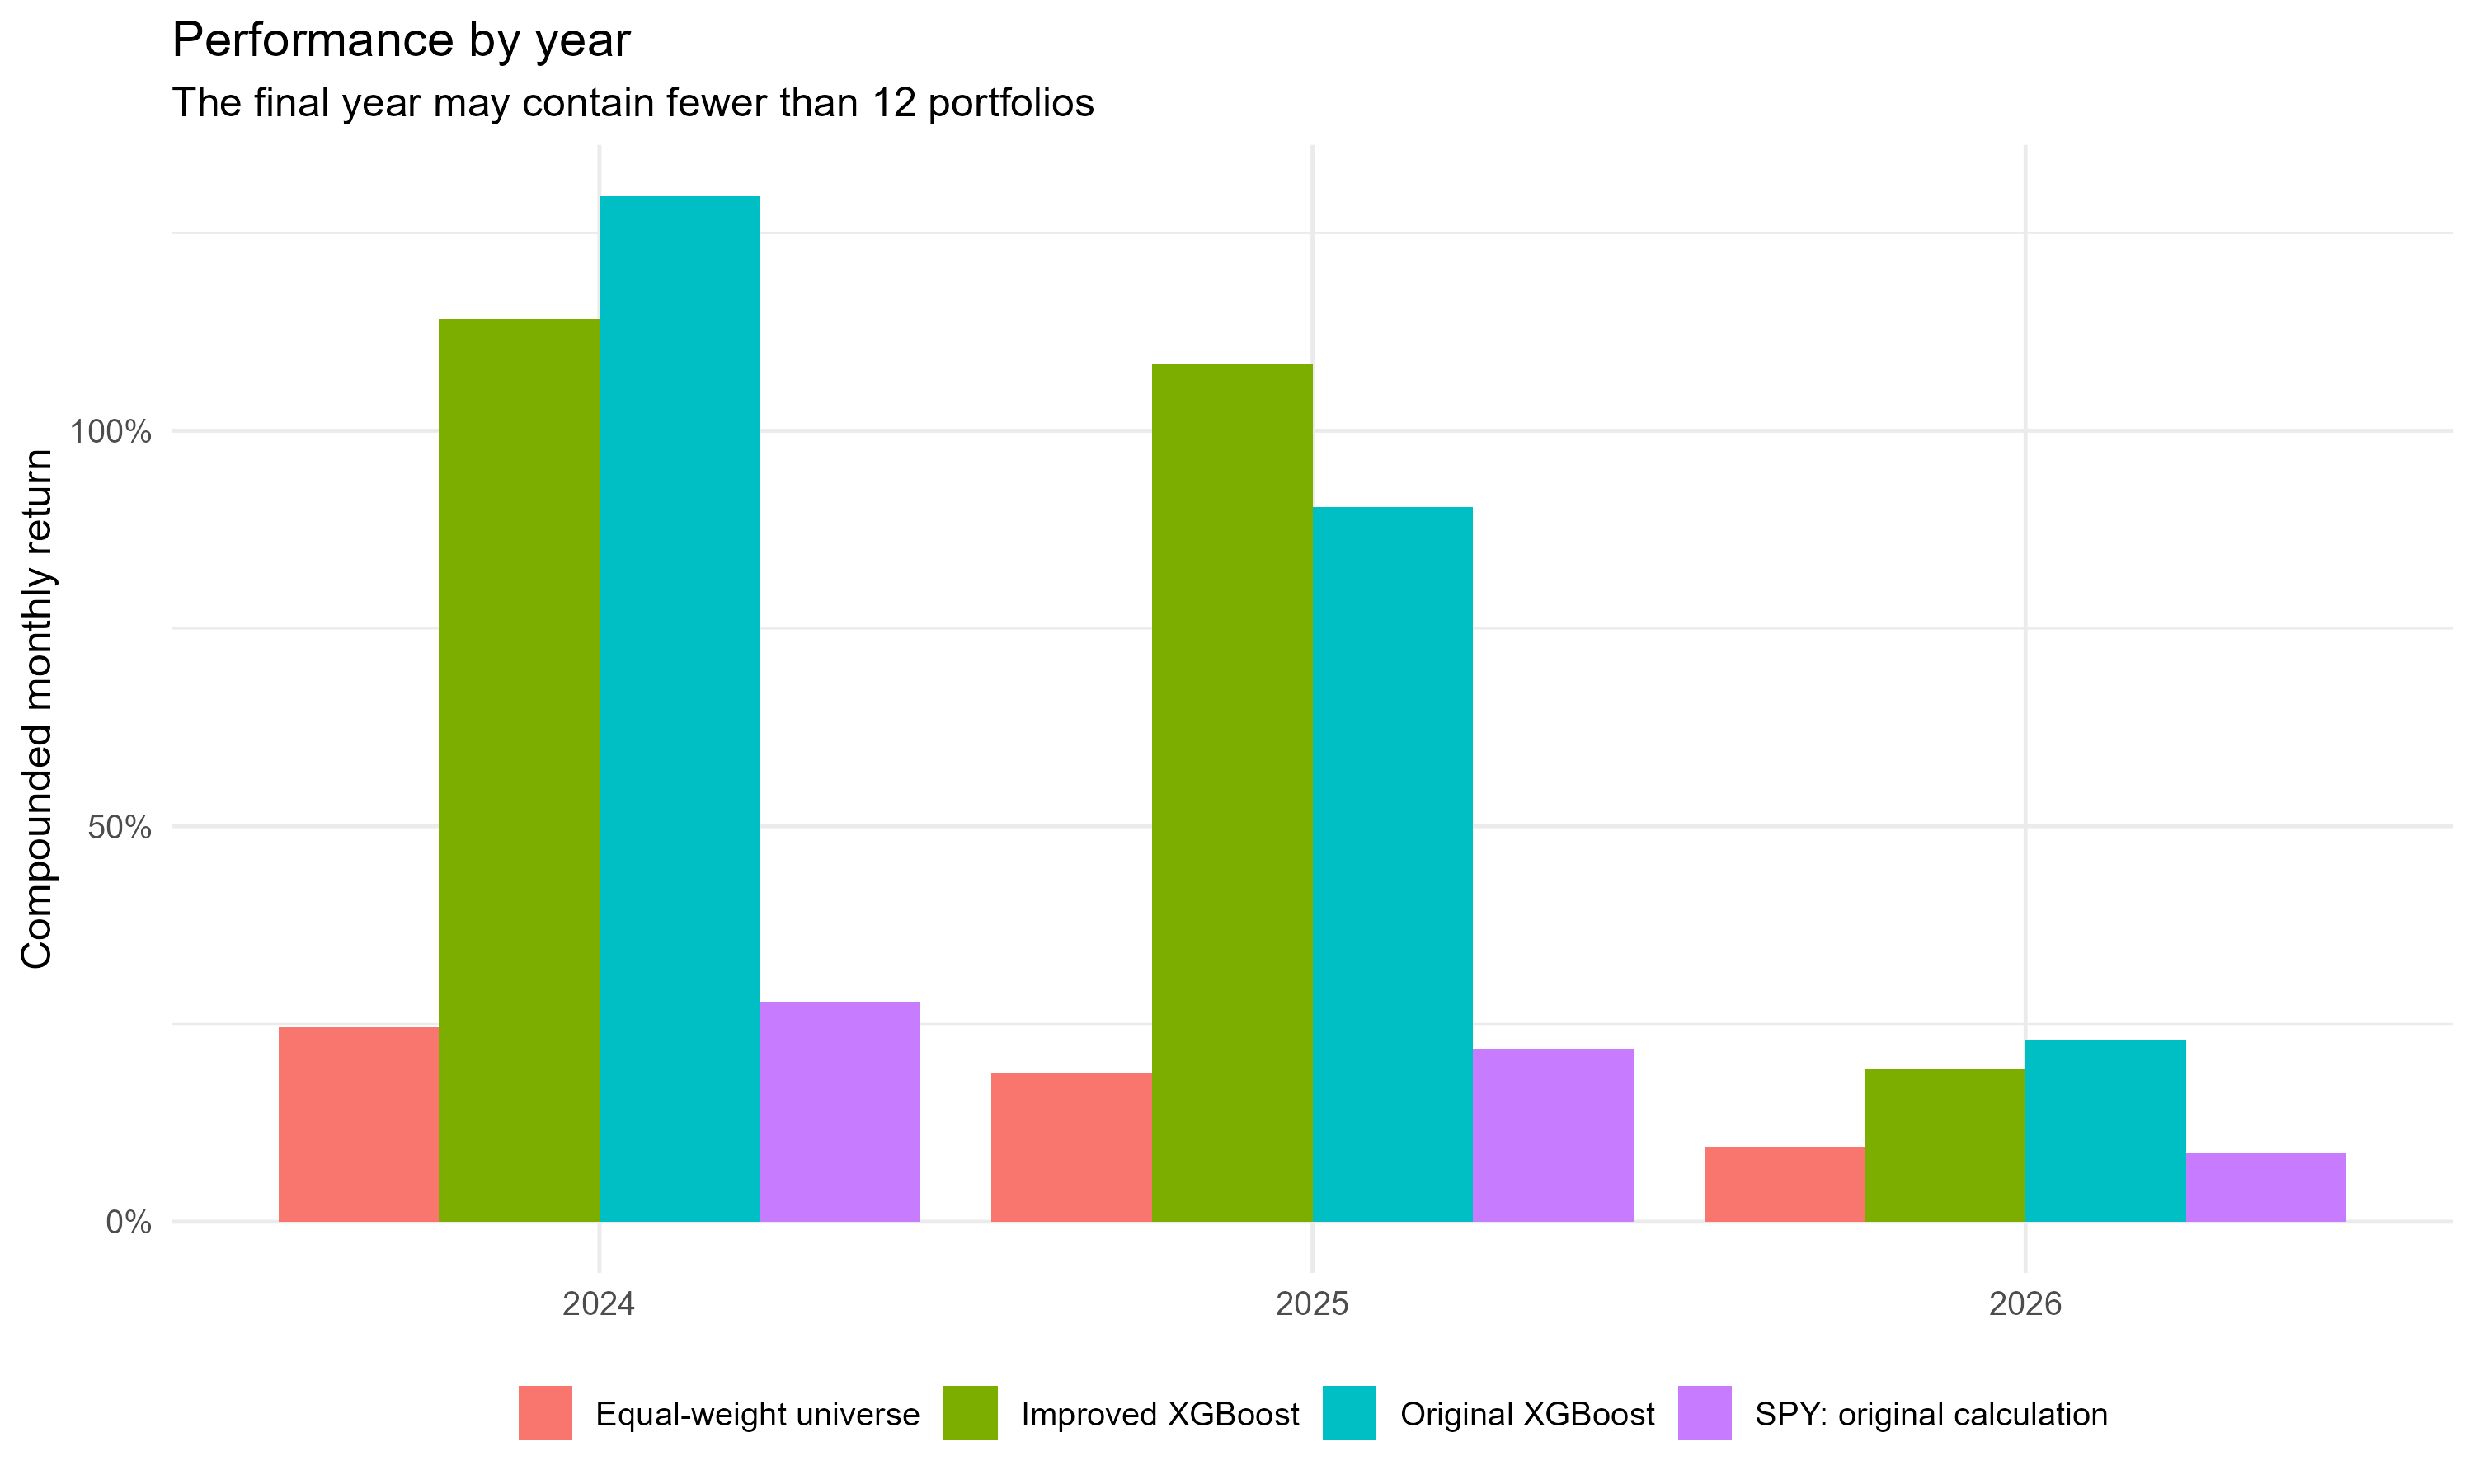 Performance by year
The final year may contain fewer than 12 portfolios
Compounded monthly return
100%
50%
0%
2024 2025 2026
Equal-weight universe Improved XGBoost Original XGBoost SPY: original calculation